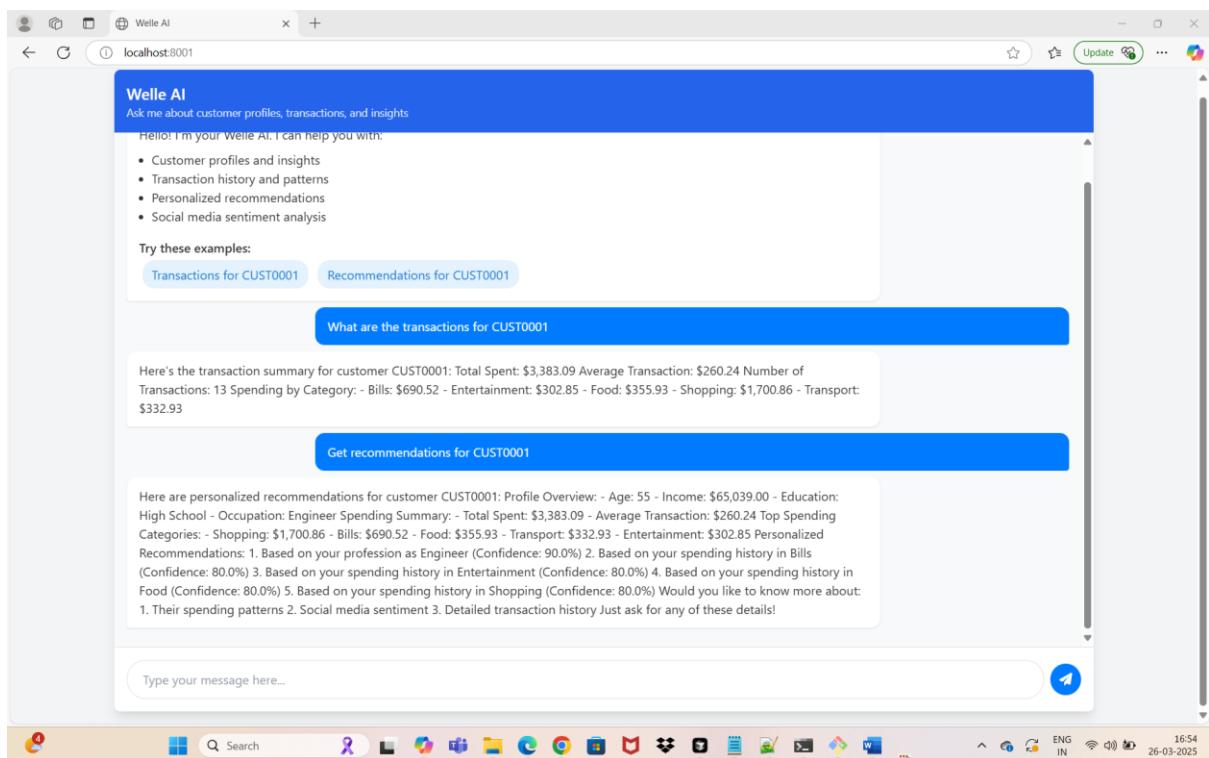 Welle AI
localhost:8001
Update
Welle AI
Ask me about customer profiles, transactions, and insights
Hello! I'm your Welle AI. I can help you with:
• Customer profiles and insights
• Transaction history and patterns
• Personalized recommendations
• Social media sentiment analysis
Try these examples:
Transactions for CUST0001 Recommendations for CUST0001
What are the transactions for CUST0001
Here's the transaction summary for customer CUST0001: Total Spent: $3,383.09 Average Transaction: $260.24 Number of
Transactions: 13 Spending by Category: - Bills: $690.52 - Entertainment: $302.85 - Food: $355.93 - Shopping: $1,700.86 - Transport:
$332.93
Get recommendations for CUST0001
Here are personalized recommendations for customer CUST0001: Profile Overview: - Age: 55 - Income: $65,039.00 - Education:
High School - Occupation: Engineer Spending Summary: - Total Spent: $3,383.09 - Average Transaction: $260.24 Top Spending
Categories: - Shopping: $1,700.86 - Bills: $690.52 - Food: $355.93 - Transport: $332.93 - Entertainment: $302.85 Personalized
Recommendations: 1. Based on your profession as Engineer (Confidence: 90.0%) 2. Based on your spending history in Bills
(Confidence: 80.0%) 3. Based on your spending history in Entertainment (Confidence: 80.0%) 4. Based on your spending history in
Food (Confidence: 80.0%) 5. Based on your spending history in Shopping (Confidence: 80.0%) Would you like to know more about:
1. Their spending patterns 2. Social media sentiment 3. Detailed transaction history Just ask for any of these details!
Type your message here...
4
Search
ENG
IN
16:54
26-03-2025